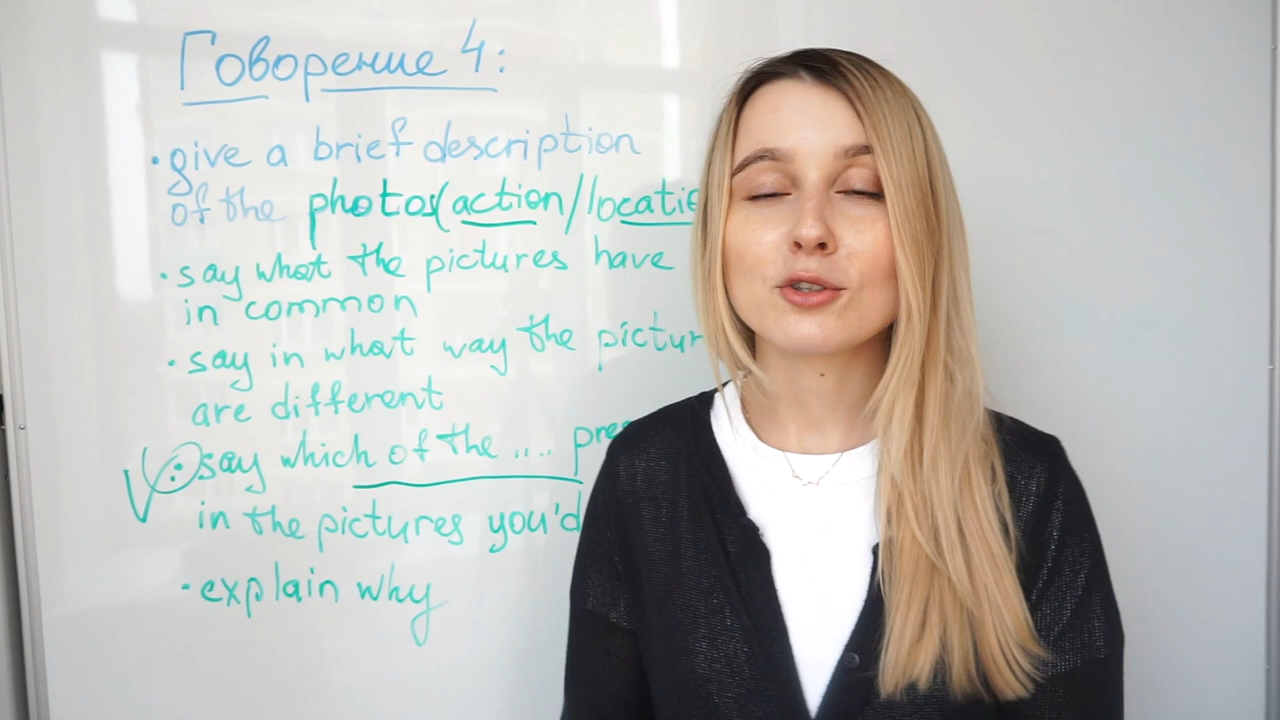 Говорение 4:
• give a brief description
of the photos (action/locatio
• say what the pictures have
in common
• say in what way the pictur
are different
• say which of the .... pres
in the pictures you'd
• explain why